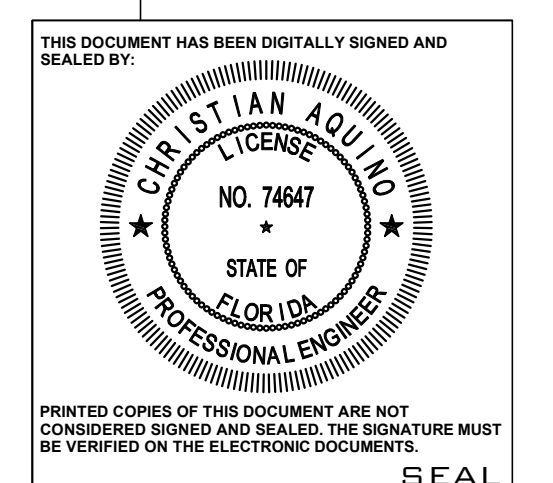 THIS DOCUMENT HAS BEEN DIGITALLY SIGNED AND
SEALED BY:
CHRISTIAN AQUINO
LICENSE
NO. 74647
STATE OF
FLORIDA
PROFESSIONAL ENGINEER
PRINTED COPIES OF THIS DOCUMENT ARE NOT
CONSIDERED SIGNED AND SEALED. THE SIGNATURE MUST
BE VERIFIED ON THE ELECTRONIC DOCUMENTS.
SEAL